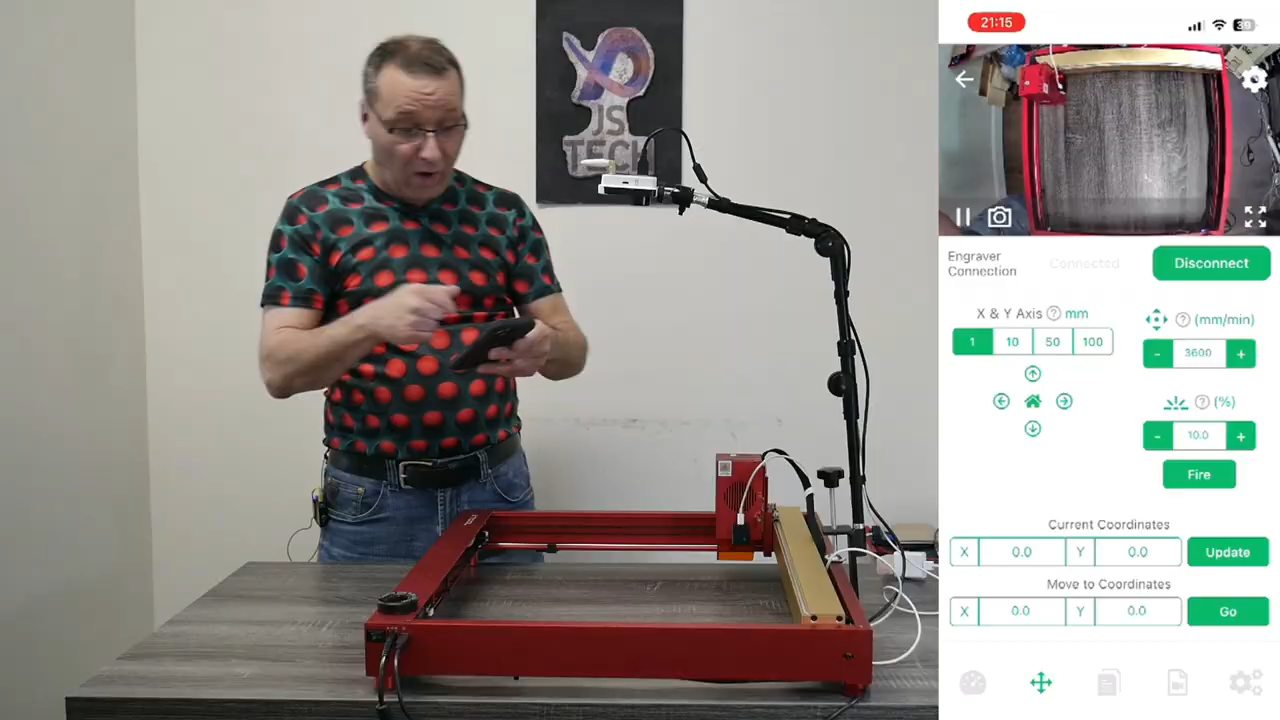 JS
TECH
21:15
39
Engraver
Connection
Connected
Disconnect
X & Y Axis ? mm
1 10 50 100
? (mm/min)
- 3600 +
? (%)
- 10.0 +
Fire
Current Coordinates
X 0.0 Y 0.0 Update
Move to Coordinates
X 0.0 Y 0.0 Go